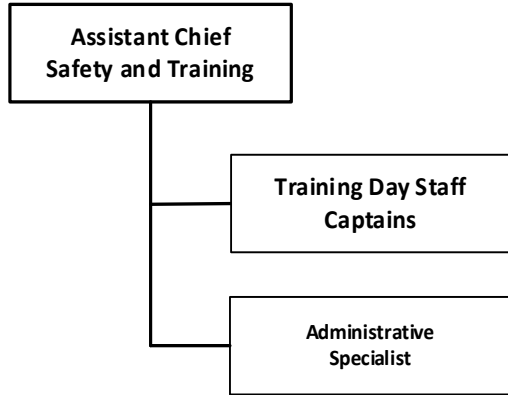 Assistant Chief
Safety and Training
Training Day Staff
Captains
Administrative
Specialist